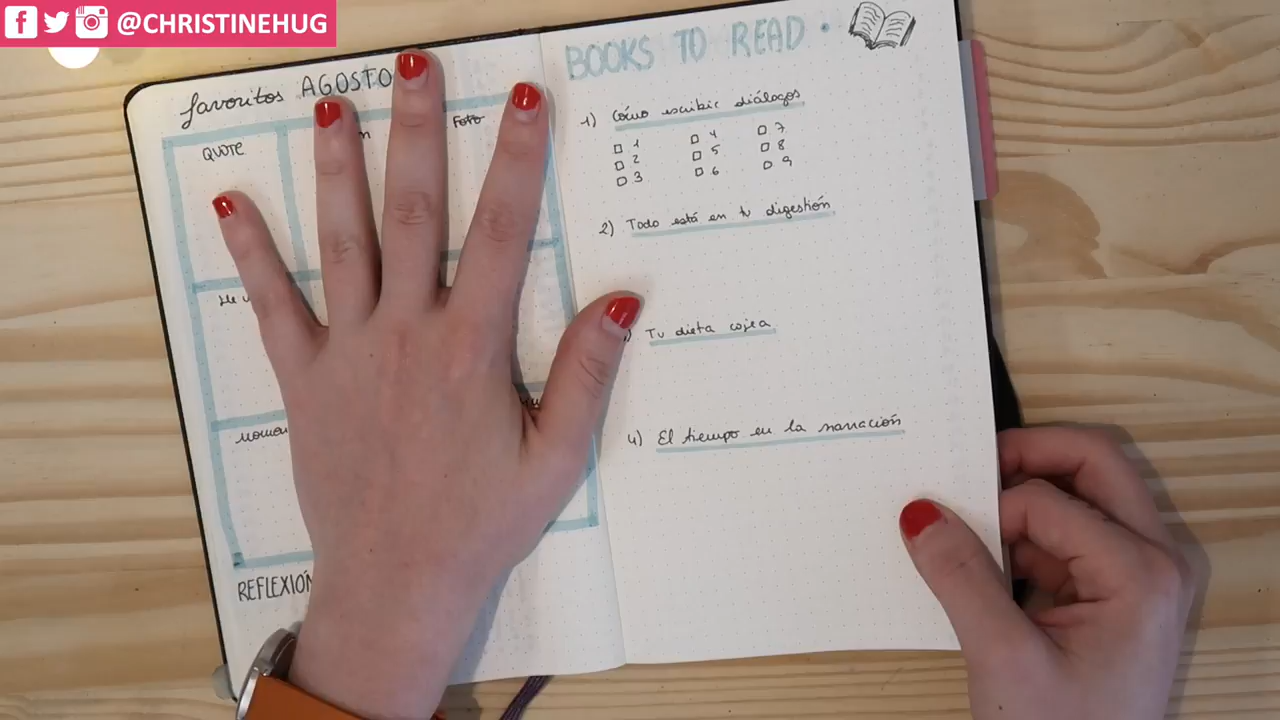 @CHRISTINEHUG
favoritos AGOSTO
QUOTE
Foto
REFLEXIÓN
BOOKS TO READ
1) Cómo escribir diálogos
1 4 7
2 5 8
3 6 9
2) Todo está en tu digestión
) Tu dieta cojea
4) El tiempo en la narración